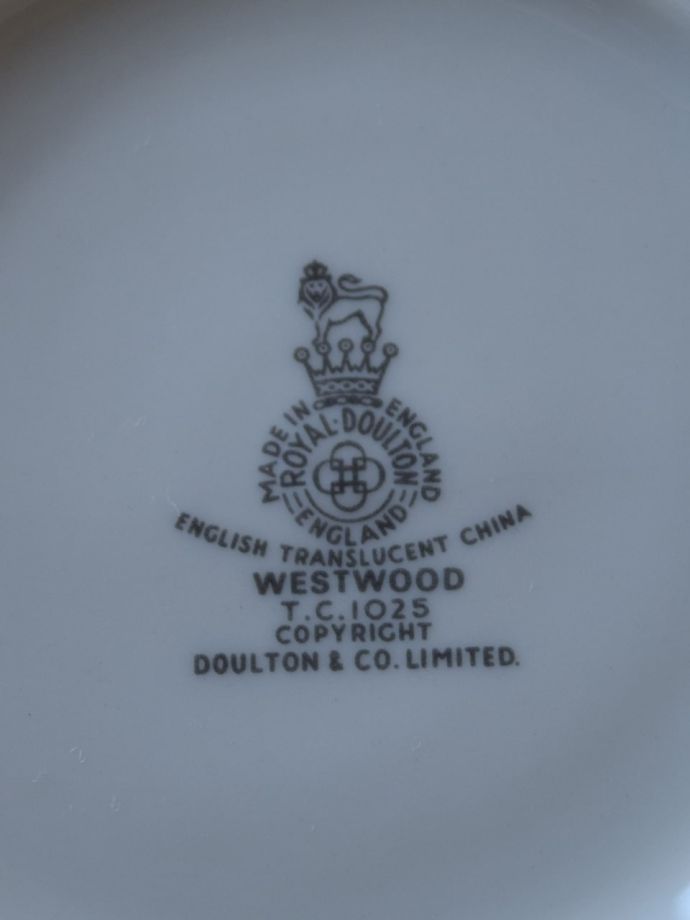 MADE IN ENGLAND
ROYAL·DOULTON
ENGLAND
ENGLISH TRANSLUCENT CHINA
WESTWOOD
T.C.1025
COPYRIGHT
DOULTON & CO. LIMITED.